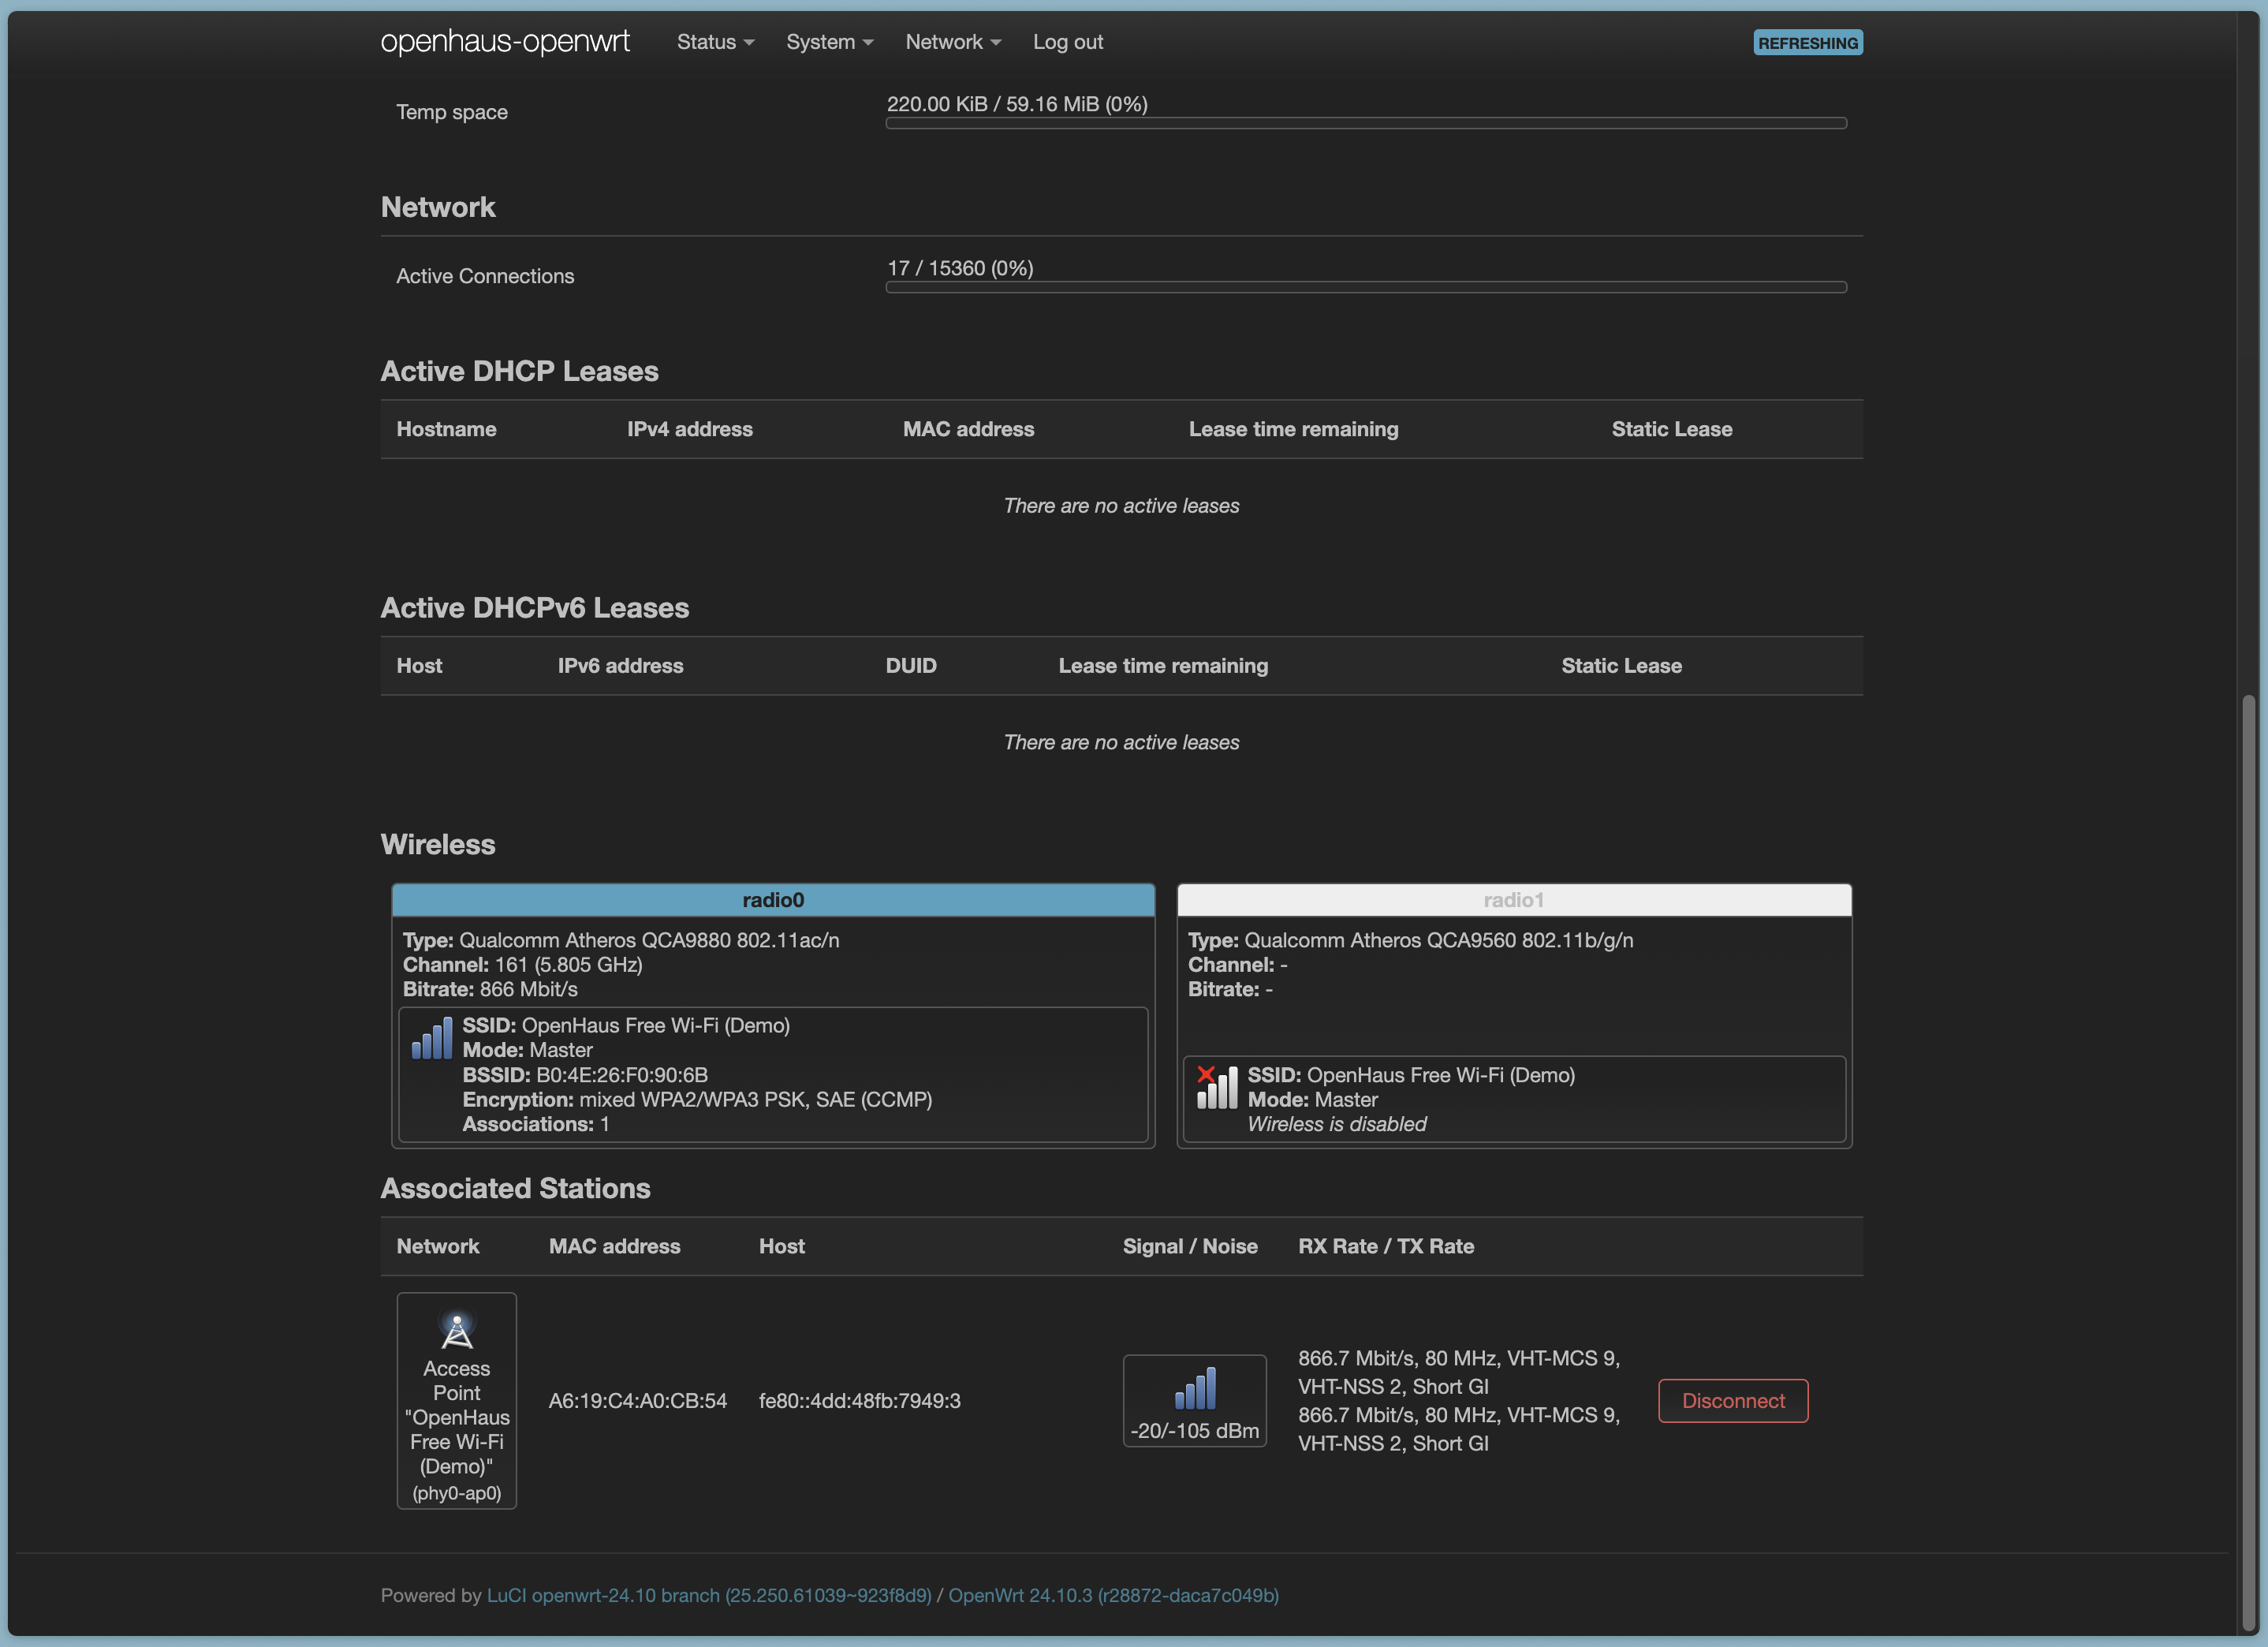 openhaus-openwrt Status System Network Log out REFRESHING
Temp space 220.00 KiB / 59.16 MiB (0%)
Network
Active Connections 17 / 15360 (0%)
Active DHCP Leases
Hostname IPv4 address MAC address Lease time remaining Static Lease
There are no active leases
Active DHCPv6 Leases
Host IPv6 address DUID Lease time remaining Static Lease
There are no active leases
Wireless
radio0
Type: Qualcomm Atheros QCA9880 802.11ac/n
Channel: 161 (5.805 GHz)
Bitrate: 866 Mbit/s
SSID: OpenHaus Free Wi-Fi (Demo)
Mode: Master
BSSID: B0:4E:26:F0:90:6B
Encryption: mixed WPA2/WPA3 PSK, SAE (CCMP)
Associations: 1
radio1
Type: Qualcomm Atheros QCA9560 802.11b/g/n
Channel: -
Bitrate: -
SSID: OpenHaus Free Wi-Fi (Demo)
Mode: Master
Wireless is disabled
Associated Stations
Network MAC address Host Signal / Noise RX Rate / TX Rate
Access
Point
"OpenHaus
Free Wi-Fi
(Demo)"
(phy0-ap0)
A6:19:C4:A0:CB:54
fe80::4dd:48fb:7949:3
-20/-105 dBm
866.7 Mbit/s, 80 MHz, VHT-MCS 9,
VHT-NSS 2, Short GI
866.7 Mbit/s, 80 MHz, VHT-MCS 9,
VHT-NSS 2, Short GI
Disconnect
Powered by LuCI openwrt-24.10 branch (25.250.61039~923f8d9) / OpenWrt 24.10.3 (r28872-daca7c049b)